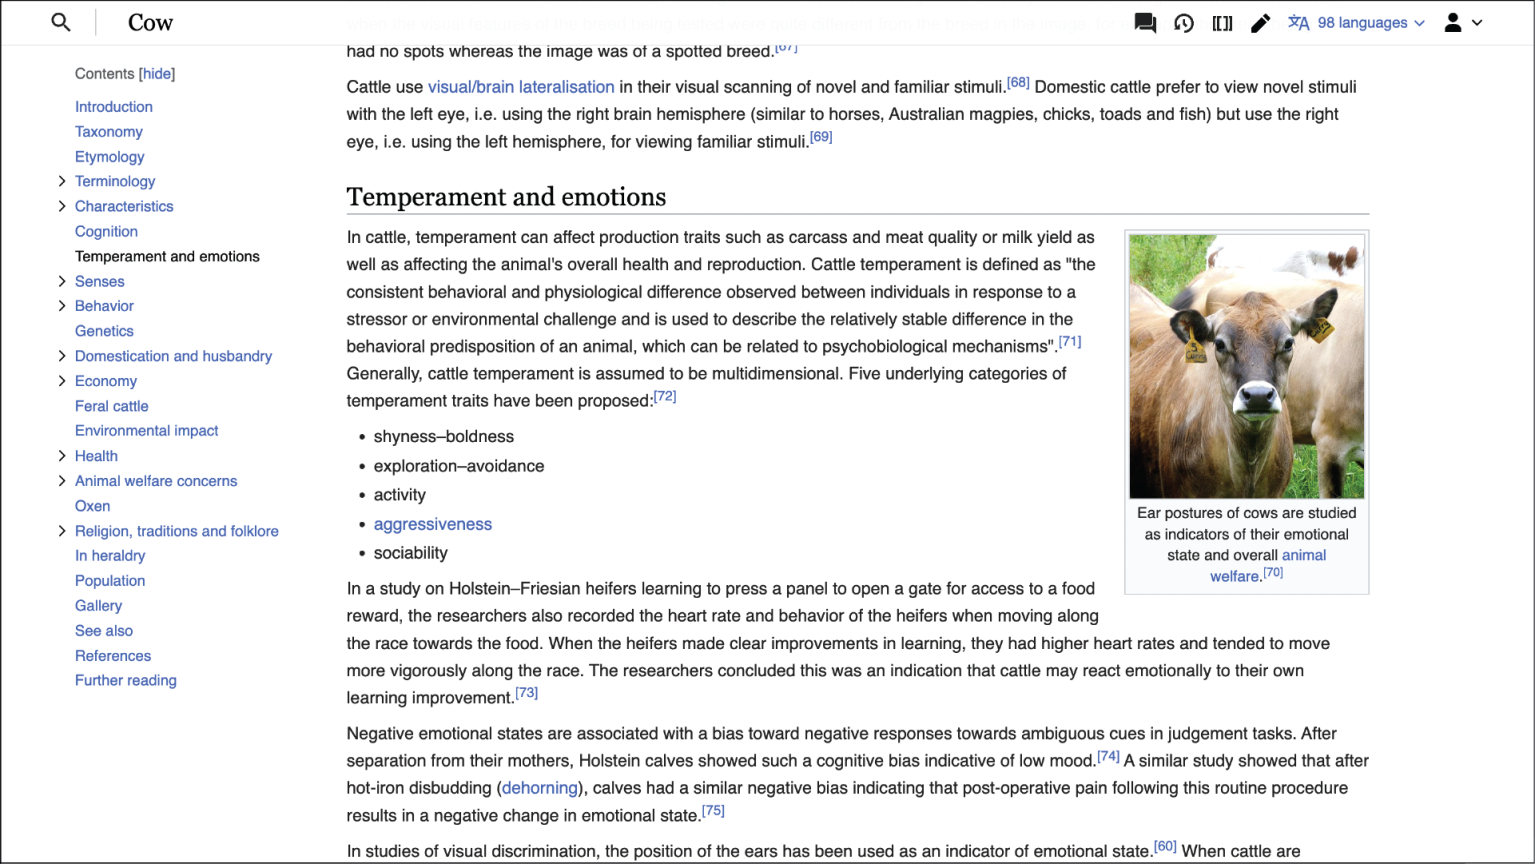 Cow
98 languages
Contents [hide]
Introduction
Taxonomy
Etymology
Terminology
Characteristics
Cognition
Temperament and emotions
Senses
Behavior
Genetics
Domestication and husbandry
Economy
Feral cattle
Environmental impact
Health
Animal welfare concerns
Oxen
Religion, traditions and folklore
In heraldry
Population
Gallery
See also
References
Further reading
had no spots whereas the image was of a spotted breed.[67]
Cattle use visual/brain lateralisation in their visual scanning of novel and familiar stimuli.[68] Domestic cattle prefer to view novel stimuli
with the left eye, i.e. using the right brain hemisphere (similar to horses, Australian magpies, chicks, toads and fish) but use the right
eye, i.e. using the left hemisphere, for viewing familiar stimuli.[69]
Temperament and emotions
In cattle, temperament can affect production traits such as carcass and meat quality or milk yield as
well as affecting the animal's overall health and reproduction. Cattle temperament is defined as "the
consistent behavioral and physiological difference observed between individuals in response to a
stressor or environmental challenge and is used to describe the relatively stable difference in the
behavioral predisposition of an animal, which can be related to psychobiological mechanisms".[71]
Generally, cattle temperament is assumed to be multidimensional. Five underlying categories of
temperament traits have been proposed:[72]
• shyness–boldness
• exploration–avoidance
• activity
• aggressiveness
• sociability
5
Ear postures of cows are studied
as indicators of their emotional
state and overall animal
welfare.[70]
In a study on Holstein–Friesian heifers learning to press a panel to open a gate for access to a food
reward, the researchers also recorded the heart rate and behavior of the heifers when moving along
the race towards the food. When the heifers made clear improvements in learning, they had higher heart rates and tended to move
more vigorously along the race. The researchers concluded this was an indication that cattle may react emotionally to their own
learning improvement.[73]
Negative emotional states are associated with a bias toward negative responses towards ambiguous cues in judgement tasks. After
separation from their mothers, Holstein calves showed such a cognitive bias indicative of low mood.[74] A similar study showed that after
hot-iron disbudding (dehorning), calves had a similar negative bias indicating that post-operative pain following this routine procedure
results in a negative change in emotional state.[75]
In studies of visual discrimination, the position of the ears has been used as an indicator of emotional state.[60] When cattle are